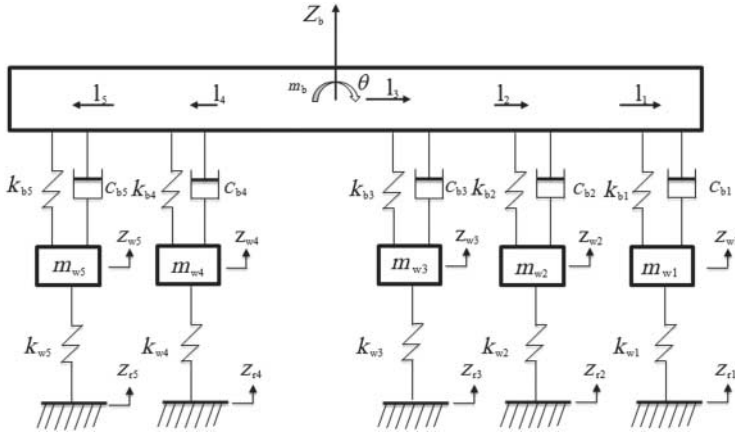 Z_b
l_5 l_4 m_b θ l_3 l_2 l_1
k_b5 C_b5 k_b4 C_b4 k_b3 C_b3 k_b2 C_b2 k_b1 C_b1
m_w5 z_w5 m_w4 z_w4 m_w3 z_w3 m_w2 z_w2 m_w1 z_w
k_w5 k_w4 k_w3 k_w2 k_w1
z_r5 z_r4 z_r3 z_r2 z_r1